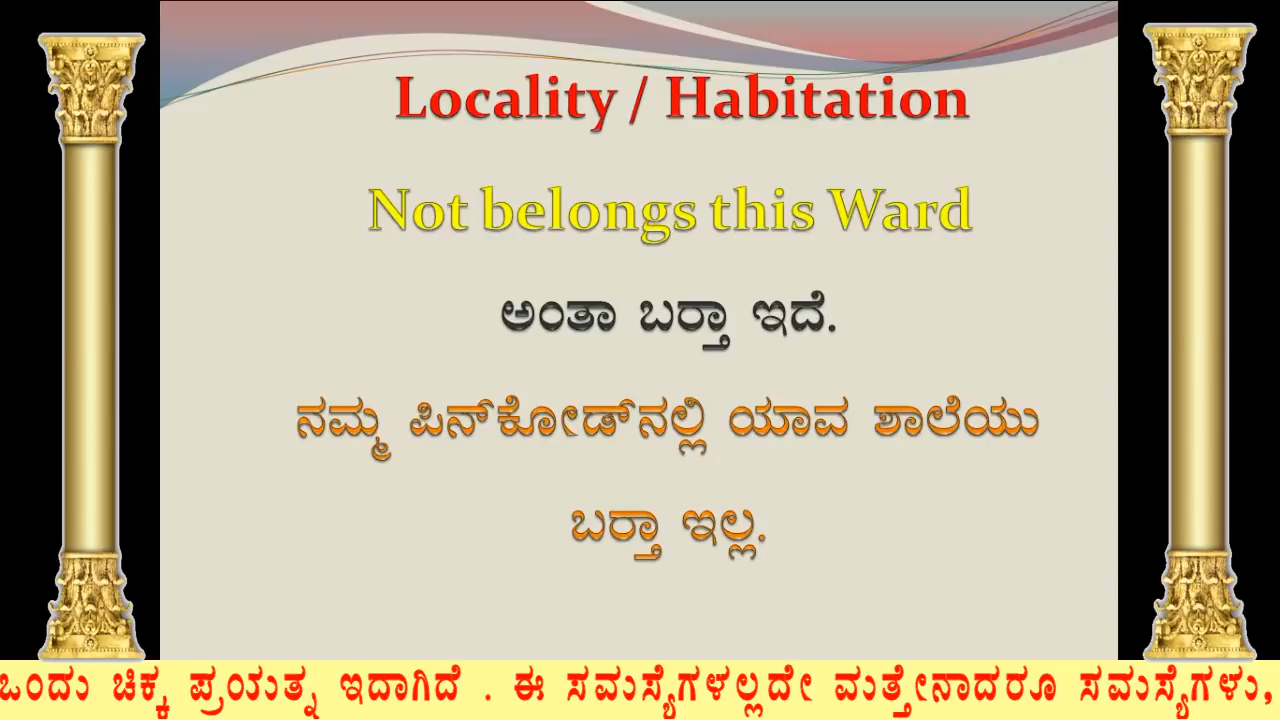 Locality / Habitation
Not belongs this Ward
ಅಂತಾ ಬರ‍್ತಾ ಇದೆ.
ನಮ್ಮ ಪಿನ್‌ಕೋಡ್‌ನಲ್ಲಿ ಯಾವ ಶಾಲೆಯು
ಬರ‍್ತಾ ಇಲ್ಲ.
ಒಂದು ಚಿಕ್ಕ ಪ್ರಯತ್ನ ಇದಾಗಿದೆ . ಈ ಸಮಸ್ಯೆಗಳಲ್ಲದೇ ಮತ್ತೇನಾದರೂ ಸಮಸ್ಯೆಗಳು,